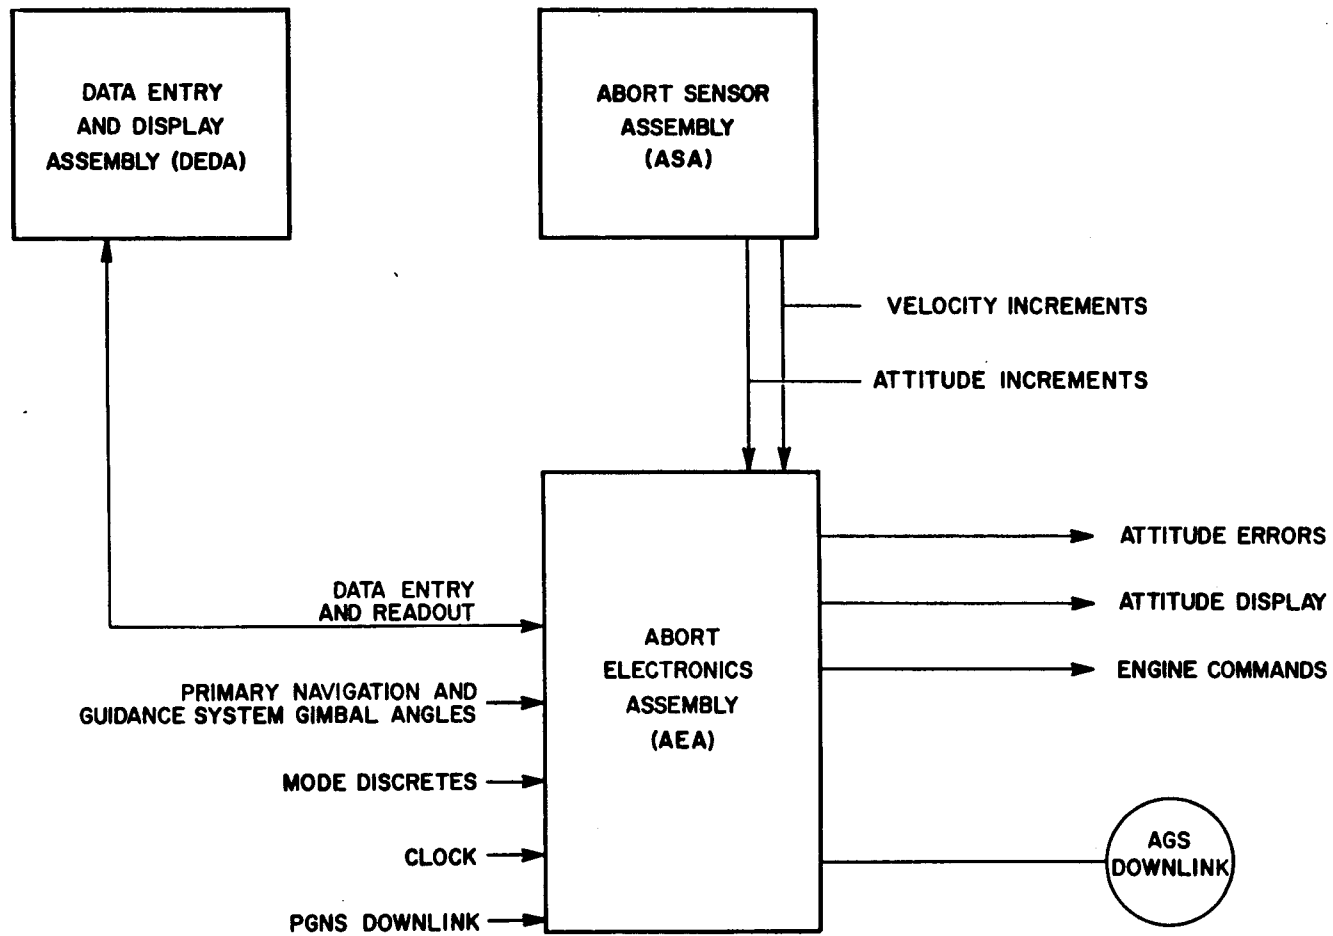 DATA ENTRY
AND DISPLAY
ASSEMBLY (DEDA)
ABORT SENSOR
ASSEMBLY
(ASA)
VELOCITY INCREMENTS
ATTITUDE INCREMENTS
DATA ENTRY
AND READOUT
PRIMARY NAVIGATION AND
GUIDANCE SYSTEM GIMBAL ANGLES
MODE DISCRETES
CLOCK
PGNS DOWNLINK
ABORT
ELECTRONICS
ASSEMBLY
(AEA)
ATTITUDE ERRORS
ATTITUDE DISPLAY
ENGINE COMMANDS
AGS
DOWNLINK